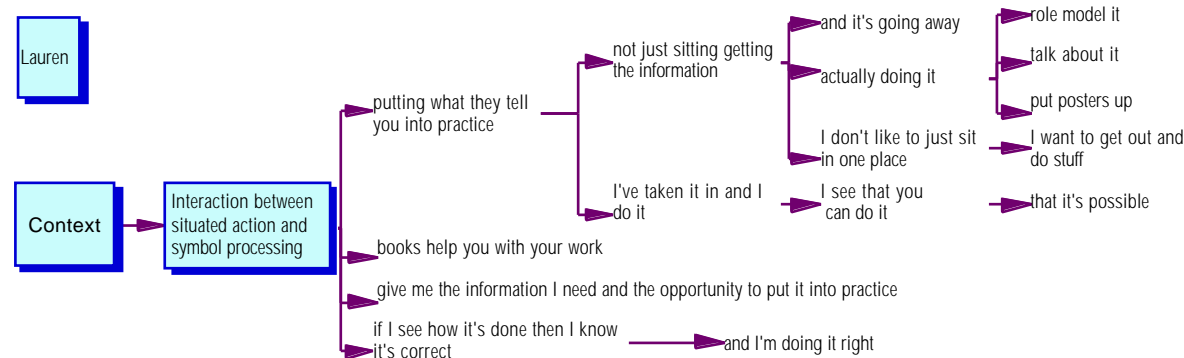 Lauren
Context
Interaction between
situated action and
symbol processing
putting what they tell
you into practice
not just sitting getting
the information
and it's going away
actually doing it
role model it
talk about it
put posters up
I don't like to just sit
in one place
I want to get out and
do stuff
I've taken it in and I
do it
I see that you
can do it
that it's possible
books help you with your work
give me the information I need and the opportunity to put it into practice
if I see how it's done then I know
it's correct
and I'm doing it right